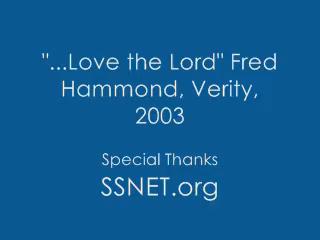 "...Love the Lord" Fred
Hammond, Verity,
2003
Special Thanks
SSNET.org